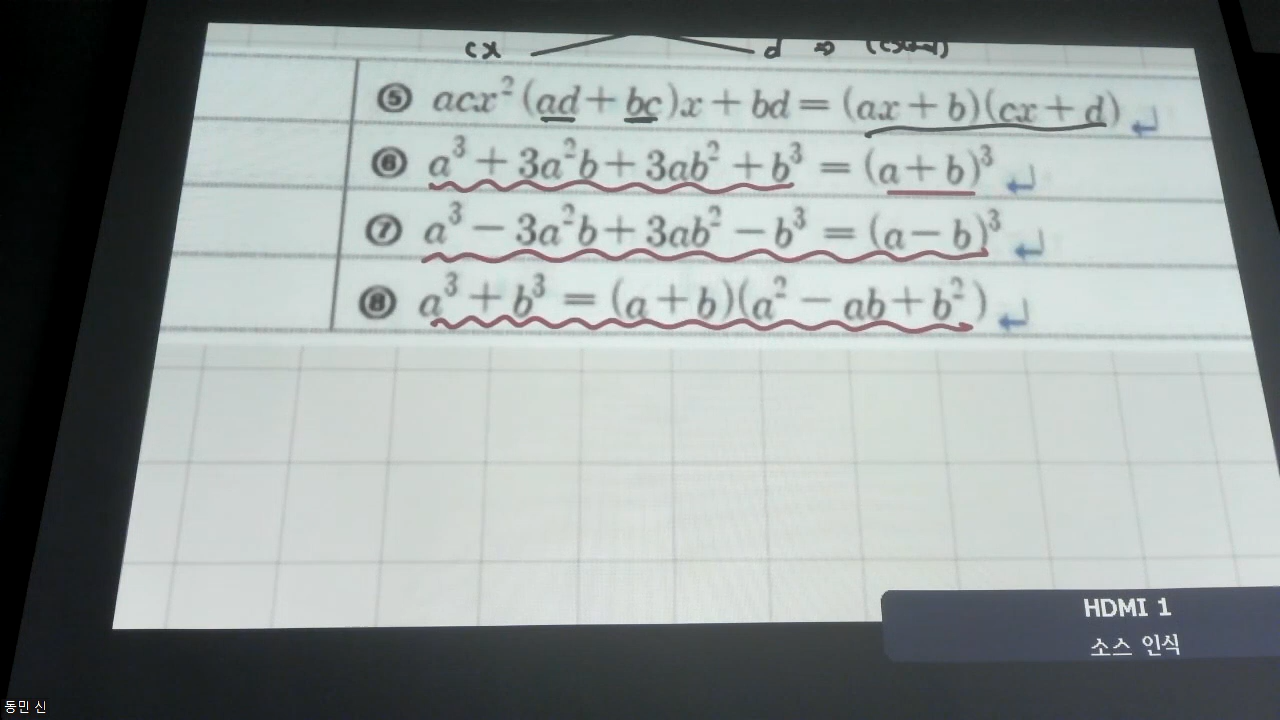 cx d ⇒
⑤ acx²(ad+bc)x+bd=(ax+b)(cx+d) ↵
⑥ a³+3a²b+3ab²+b³=(a+b)³ ↵
⑦ a³-3a²b+3ab²-b³=(a-b)³ ↵
⑧ a³+b³=(a+b)(a²-ab+b²) ↵
HDMI 1
소스 인식
동민 신